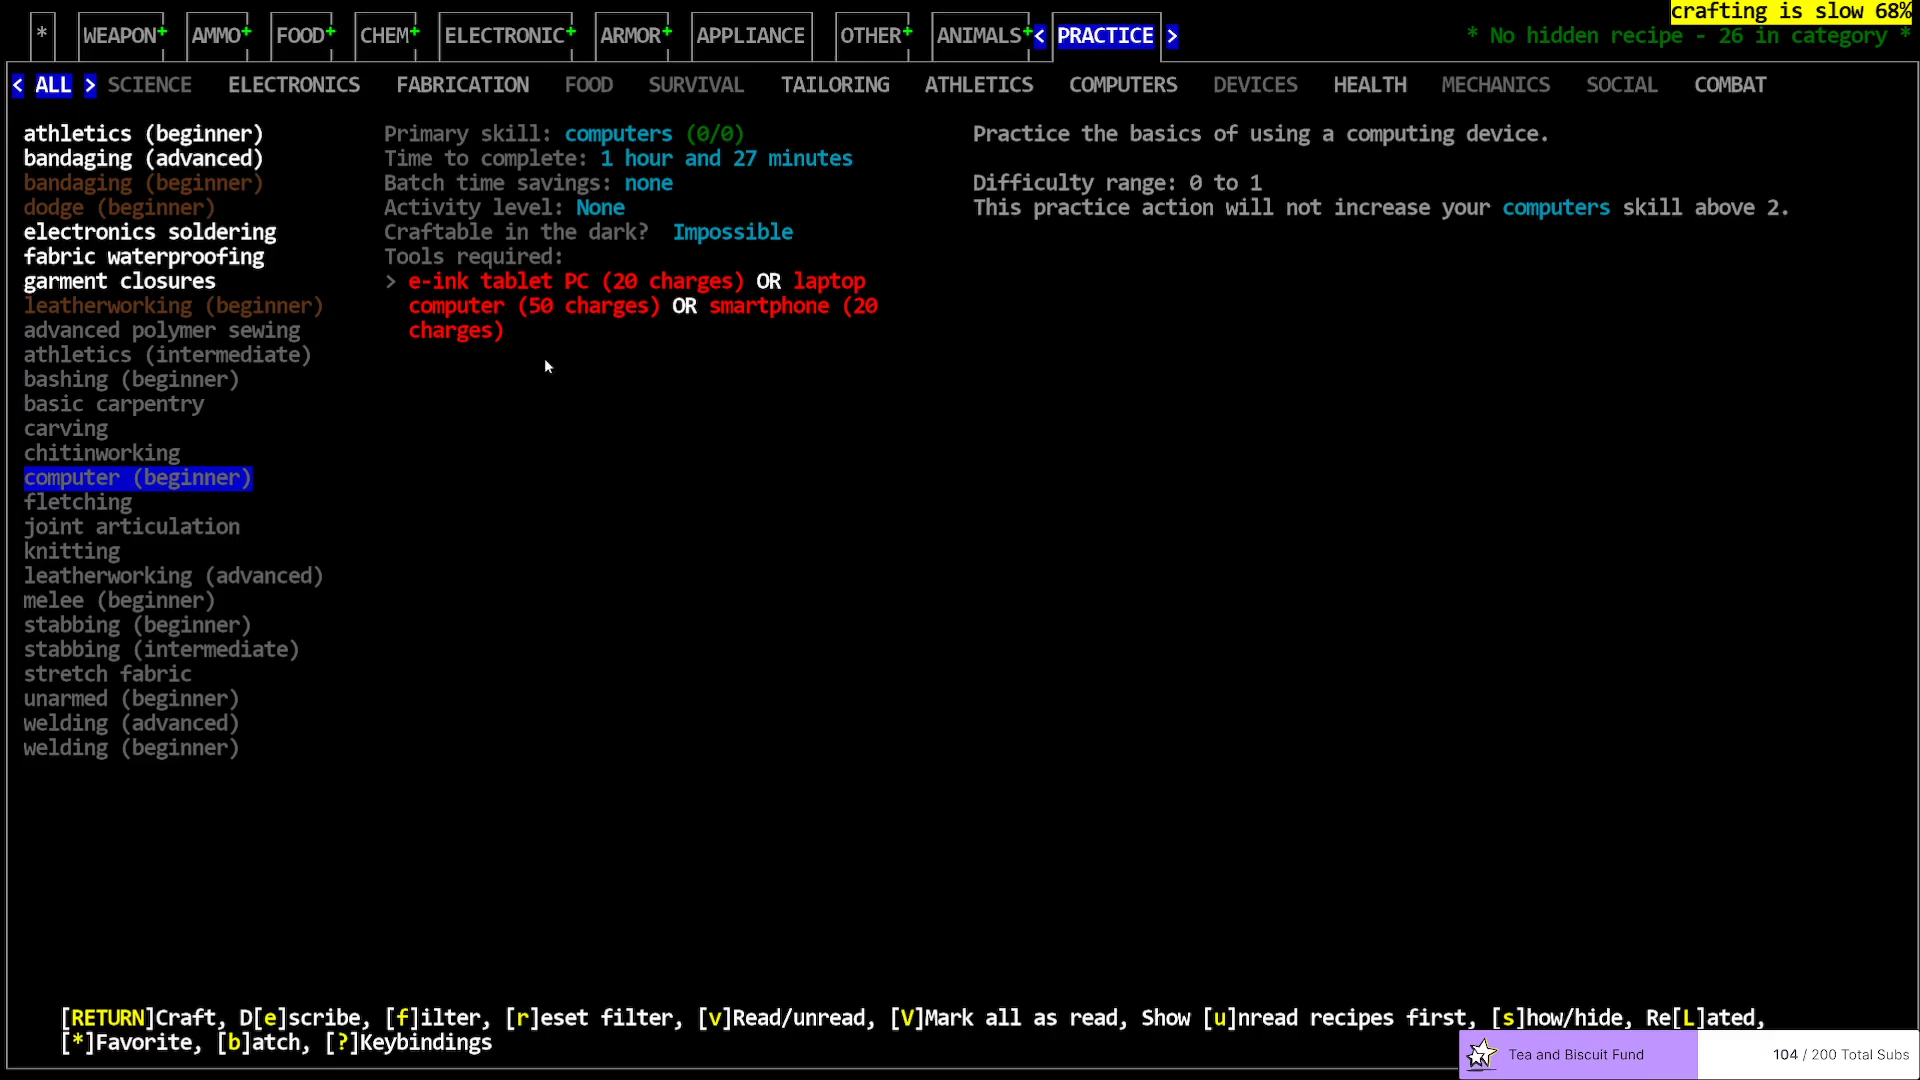 crafting is slow 68%
* WEAPON+ AMMO+ FOOD+ CHEM+ ELECTRONIC+ ARMOR+ APPLIANCE OTHER+ ANIMALS+< PRACTICE > * No hidden recipe - 26 in category *
< ALL > SCIENCE ELECTRONICS FABRICATION FOOD SURVIVAL TAILORING ATHLETICS COMPUTERS DEVICES HEALTH MECHANICS SOCIAL COMBAT
athletics (beginner)
bandaging (advanced)
bandaging (beginner)
dodge (beginner)
electronics soldering
fabric waterproofing
garment closures
leatherworking (beginner)
advanced polymer sewing
athletics (intermediate)
bashing (beginner)
basic carpentry
carving
chitinworking
computer (beginner)
fletching
joint articulation
knitting
leatherworking (advanced)
melee (beginner)
stabbing (beginner)
stabbing (intermediate)
stretch fabric
unarmed (beginner)
welding (advanced)
welding (beginner)
Primary skill: computers (0/0)
Time to complete: 1 hour and 27 minutes
Batch time savings: none
Activity level: None
Craftable in the dark? Impossible
Tools required:
> e-ink tablet PC (20 charges) OR laptop
computer (50 charges) OR smartphone (20
charges)
Practice the basics of using a computing device.
Difficulty range: 0 to 1
This practice action will not increase your computers skill above 2.
[RETURN]Craft, D[e]scribe, [f]ilter, [r]eset filter, [v]Read/unread, [V]Mark all as read, Show [u]nread recipes first, [s]how/hide, Re[L]ated,
[*]Favorite, [b]atch, [?]Keybindings
Tea and Biscuit Fund 104 / 200 Total Subs